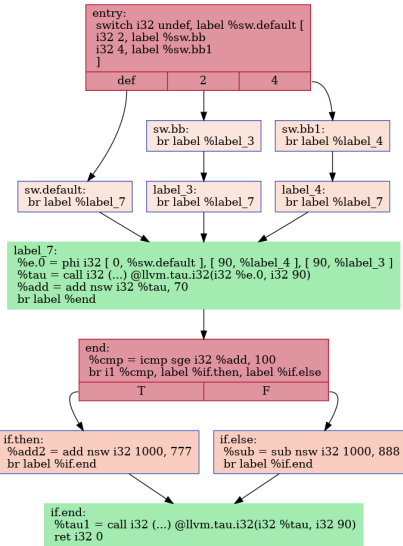 entry:
switch i32 undef, label %sw.default [
i32 2, label %sw.bb
i32 4, label %sw.bb1
]
def 2 4
sw.bb:
br label %label_3
sw.bb1:
br label %label_4
sw.default:
br label %label_7
label_3:
br label %label_7
label_4:
br label %label_7
label_7:
%e.0 = phi i32 [ 0, %sw.default ], [ 90, %label_4 ], [ 90, %label_3 ]
%tau = call i32 (...) @llvm.tau.i32(i32 %e.0, i32 90)
%add = add nsw i32 %tau, 70
br label %end
end:
%cmp = icmp sge i32 %add, 100
br i1 %cmp, label %if.then, label %if.else
T F
if.then:
%add2 = add nsw i32 1000, 777
br label %if.end
if.else:
%sub = sub nsw i32 1000, 888
br label %if.end
if.end:
%tau1 = call i32 (...) @llvm.tau.i32(i32 %tau, i32 90)
ret i32 0